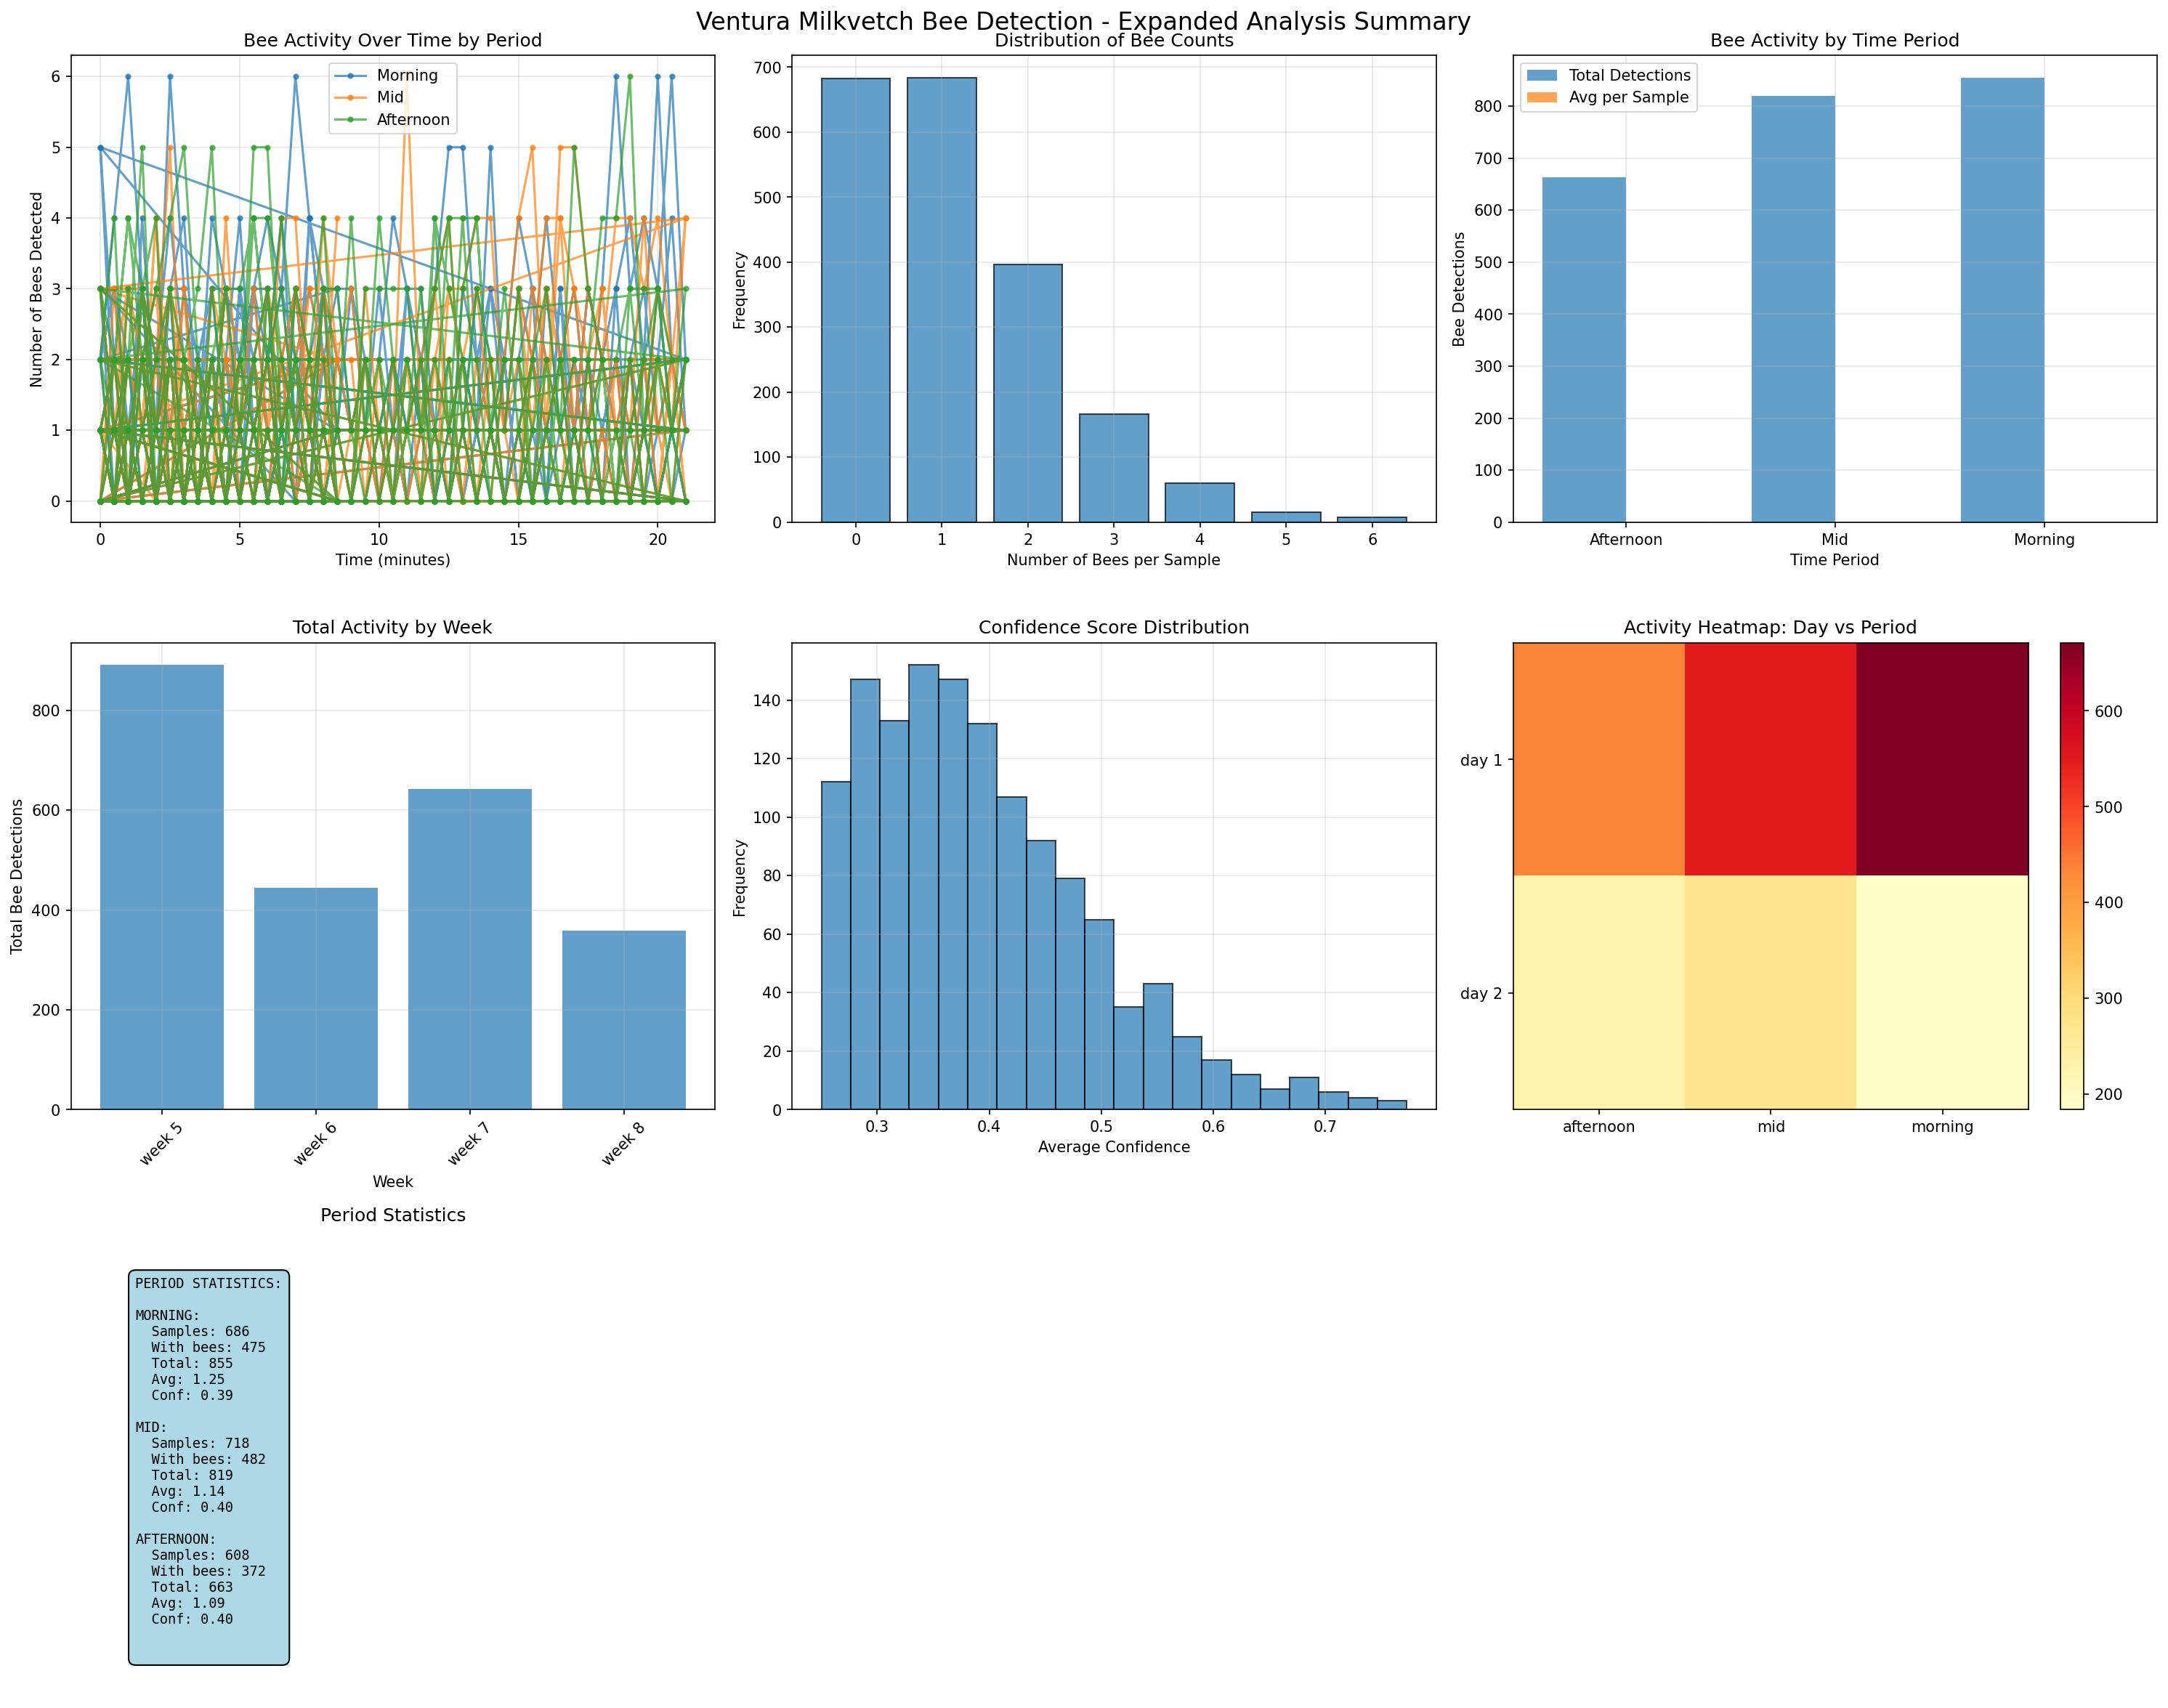 Ventura Milkvetch Bee Detection - Expanded Analysis Summary
Bee Activity Over Time by Period
Number of Bees Detected
6
5
4
3
2
1
0
Morning
Mid
Afternoon
0 5 10 15 20
Time (minutes)
Distribution of Bee Counts
Frequency
700
600
500
400
300
200
100
0
0 1 2 3 4 5 6
Number of Bees per Sample
Bee Activity by Time Period
Bee Detections
800
700
600
500
400
300
200
100
0
Total Detections
Avg per Sample
Afternoon Mid Morning
Time Period
Total Activity by Week
Total Bee Detections
800
600
400
200
0
week 5 week 6 week 7 week 8
Week
Confidence Score Distribution
Frequency
140
120
100
80
60
40
20
0
0.3 0.4 0.5 0.6 0.7
Average Confidence
Activity Heatmap: Day vs Period
day 1
day 2
afternoon mid morning
600
500
400
300
200
Period Statistics
PERIOD STATISTICS:
MORNING:
Samples: 686
With bees: 475
Total: 855
Avg: 1.25
Conf: 0.39
MID:
Samples: 718
With bees: 482
Total: 819
Avg: 1.14
Conf: 0.40
AFTERNOON:
Samples: 608
With bees: 372
Total: 663
Avg: 1.09
Conf: 0.40